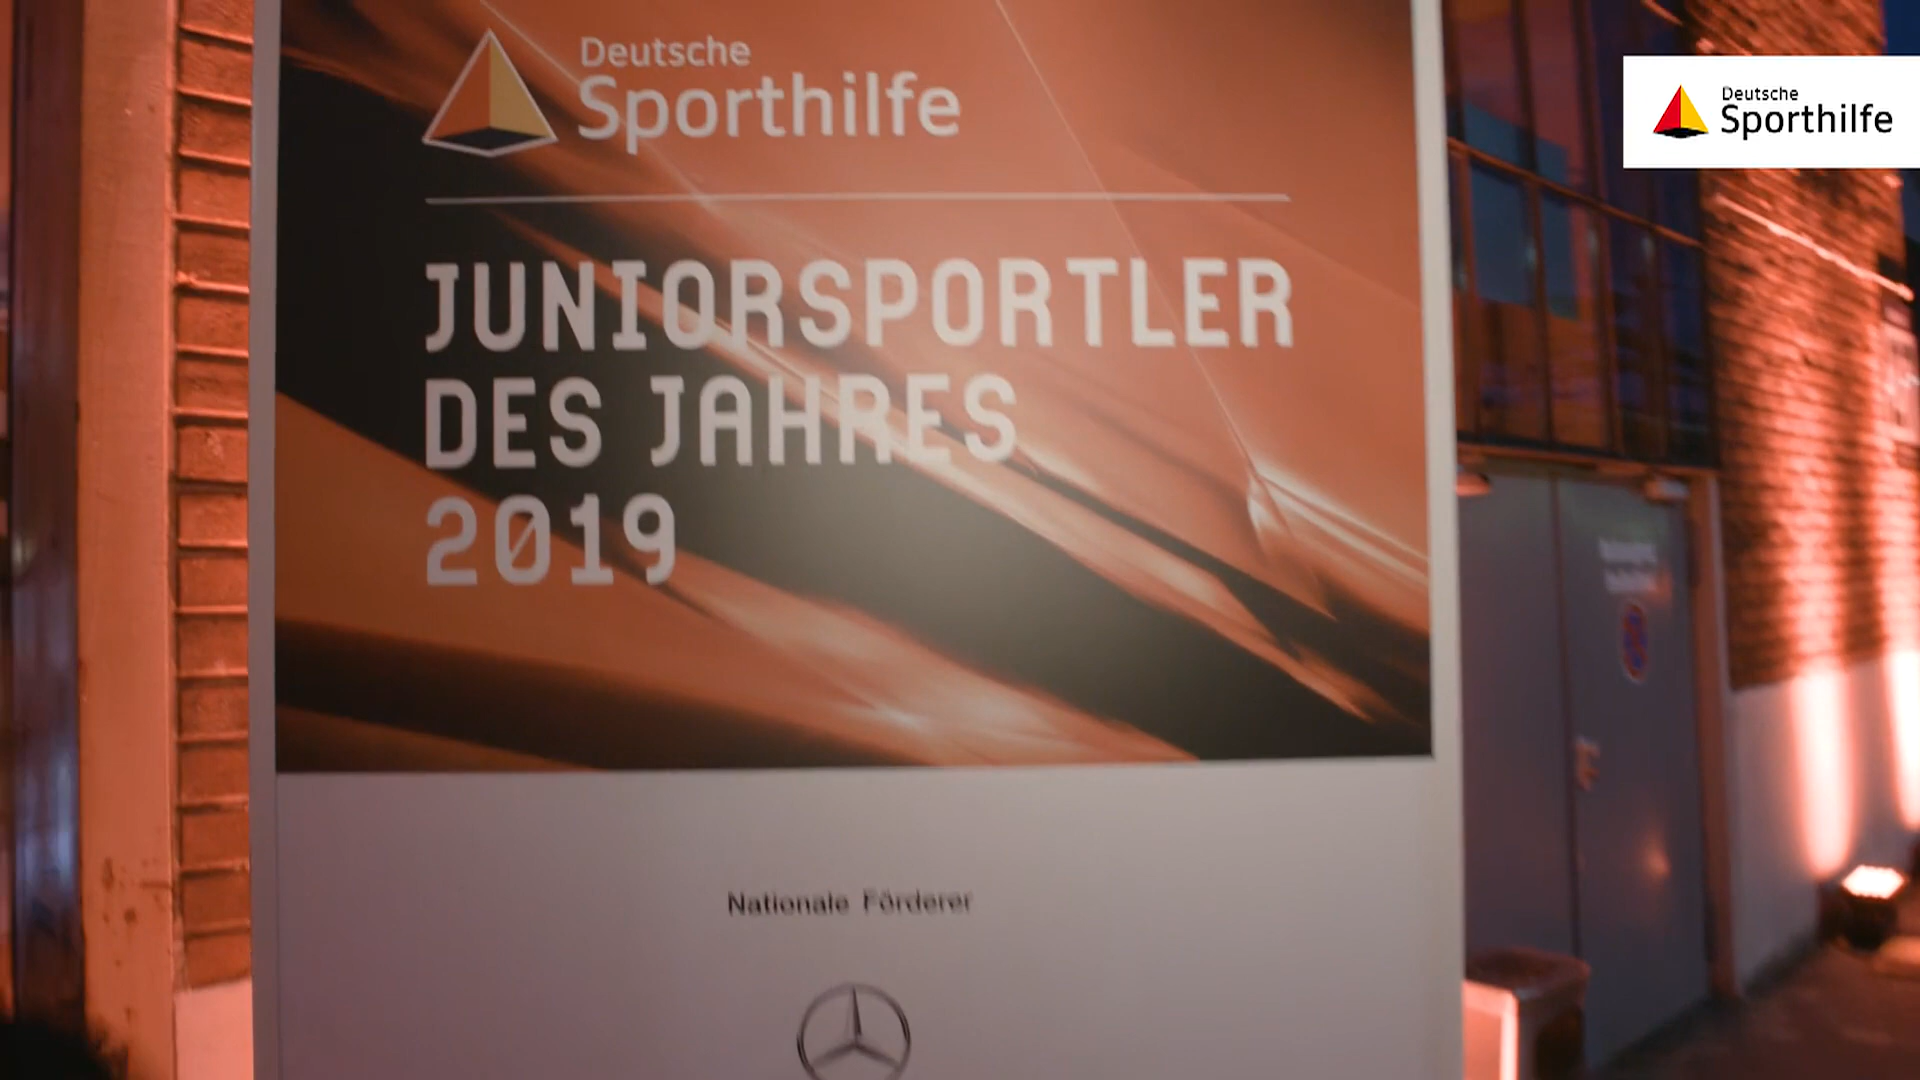 Deutsche
Sporthilfe
JUNIORSPORTLER
DES JAHRES
2019
Nationale Förderer
Deutsche
Sporthilfe